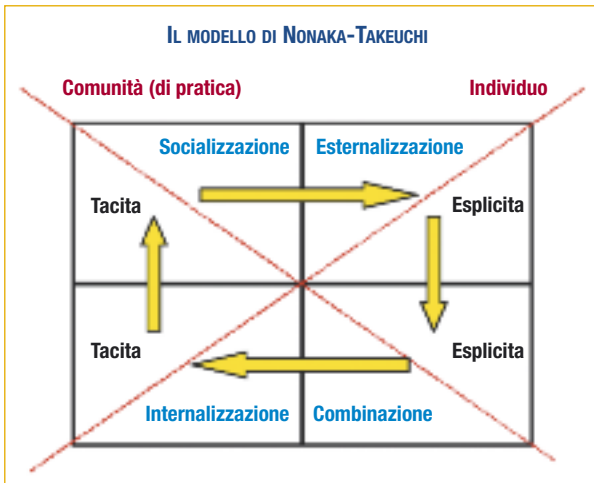 IL MODELLO DI NONAKA-TAKEUCHI
Comunità (di pratica) Individuo
Socializzazione Esternalizzazione
Tacita Esplicita
Tacita Esplicita
Internalizzazione Combinazione